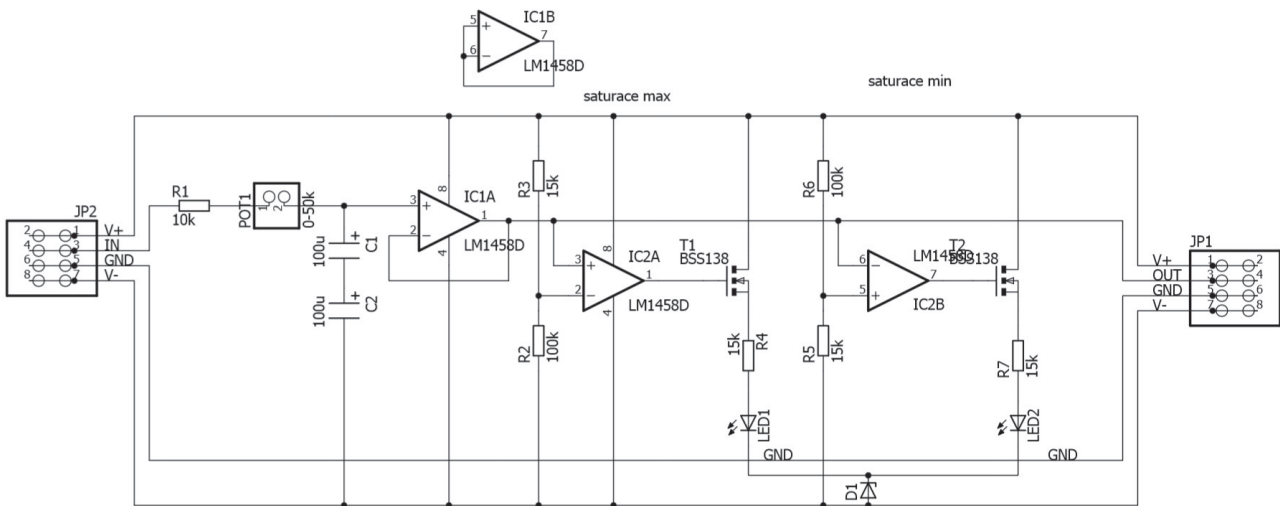 IC1B
5
+
7
6
−
LM1458D
saturace max
saturace min
R1
10k
POT1
1
2
0-50k
JP2
2
1
V+
4
3
IN
6
5
GND
8
7
V-
+
C1
100u
+
C2
100u
8
IC1A
3
+
1
2
−
LM1458D
4
R3
15k
R2
100k
8
IC2A
3
+
1
2
−
LM1458D
4
T1
BSS138
15k
R4
LED1
GND
R6
100k
R5
15k
LM1458D
6
−
7
5
+
IC2B
T2
BSS138
R7
15k
LED2
GND
D1
JP1
V+
1
2
OUT
3
4
GND
5
6
V-
7
8